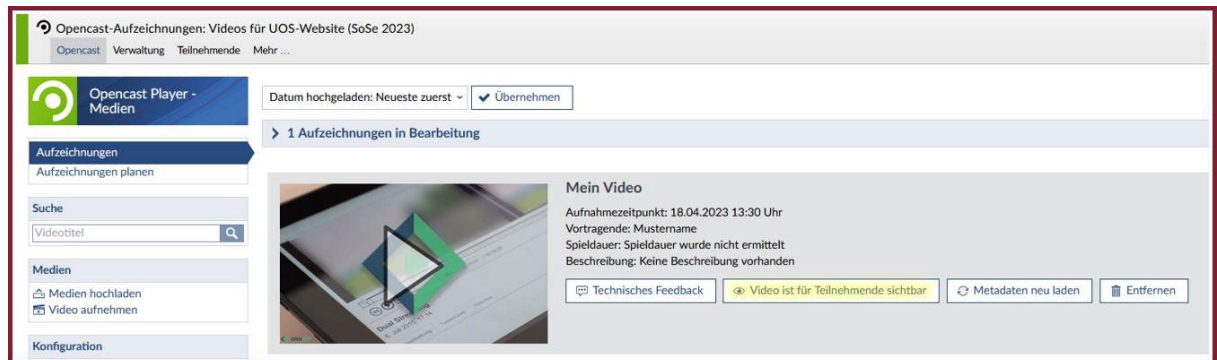 Opencast-Aufzeichnungen: Videos für UOS-Website (SoSe 2023)
Opencast Verwaltung Teilnehmende Mehr ...
Opencast Player -
Medien
Aufzeichnungen
Aufzeichnungen planen
Suche
Videotitel
Medien
Medien hochladen
Video aufnehmen
Konfiguration
Datum hochgeladen: Neueste zuerst
Übernehmen
1 Aufzeichnungen in Bearbeitung
Mein Video
Aufnahmezeitpunkt: 18.04.2023 13:30 Uhr
Vortragende: Mustername
Spieldauer: Spieldauer wurde nicht ermittelt
Beschreibung: Keine Beschreibung vorhanden
Technisches Feedback
Video ist für Teilnehmende sichtbar
Metadaten neu laden
Entfernen